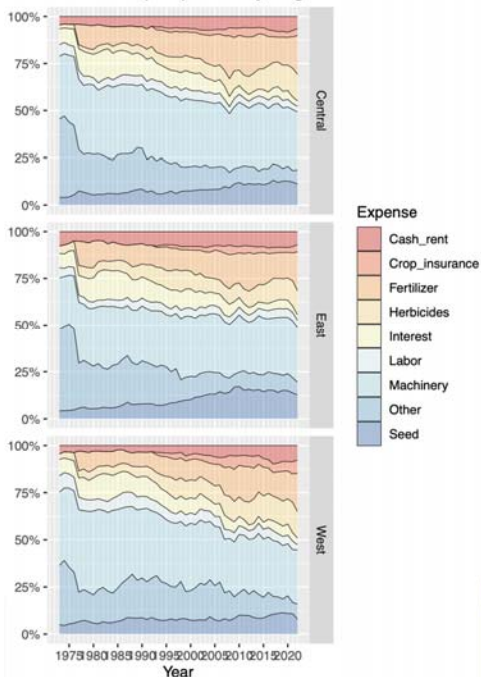 100%
75%
50%
25%
0%
Central
100%
75%
50%
25%
0%
East
100%
75%
50%
25%
0%
West
1975 1980 1985 1990 1995 2000 2005 2010 2015 2020
Year
Expense
Cash_rent
Crop_insurance
Fertilizer
Herbicides
Interest
Labor
Machinery
Other
Seed